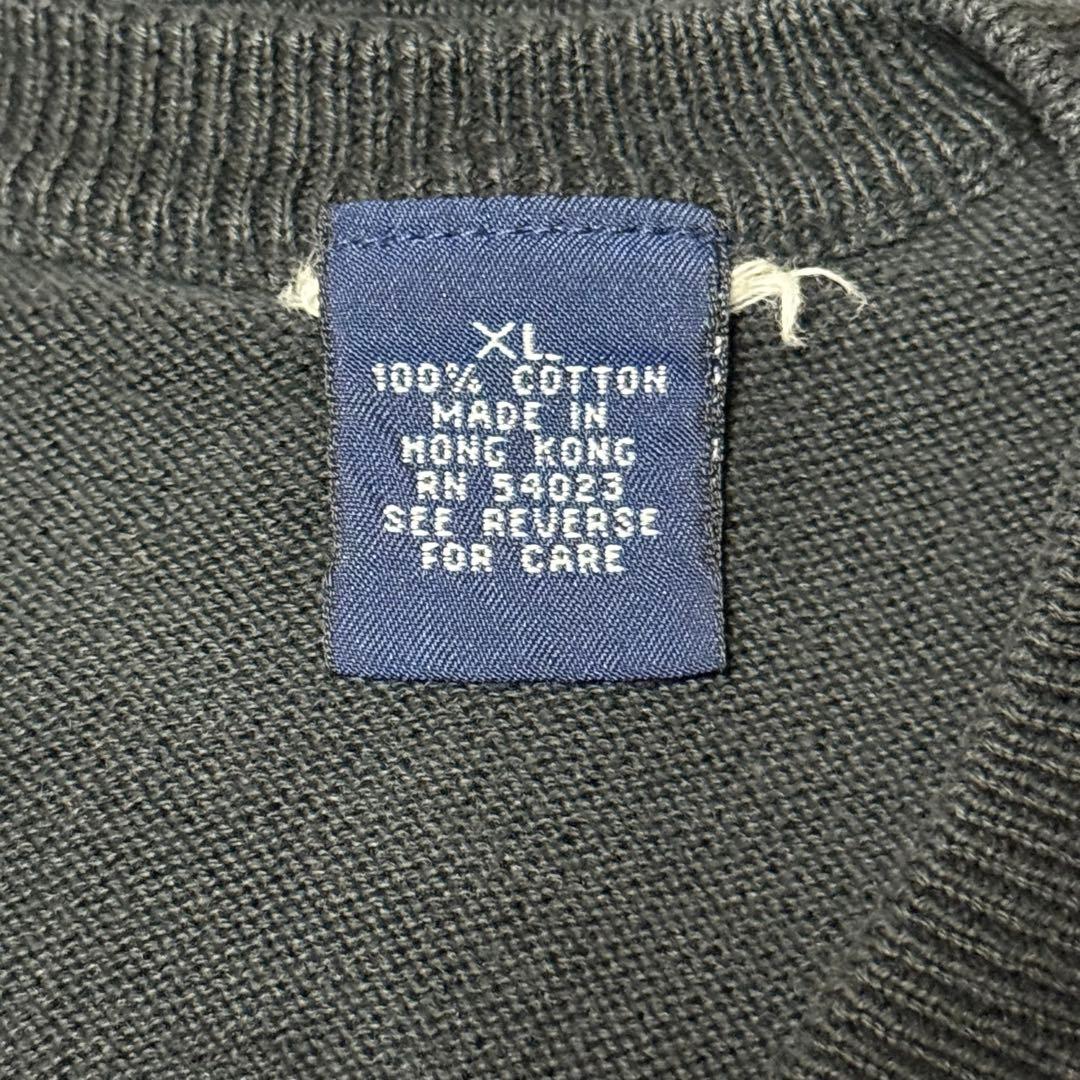 XL
100% COTTON
MADE IN
HONG KONG
RN 54023
SEE REVERSE
FOR CARE